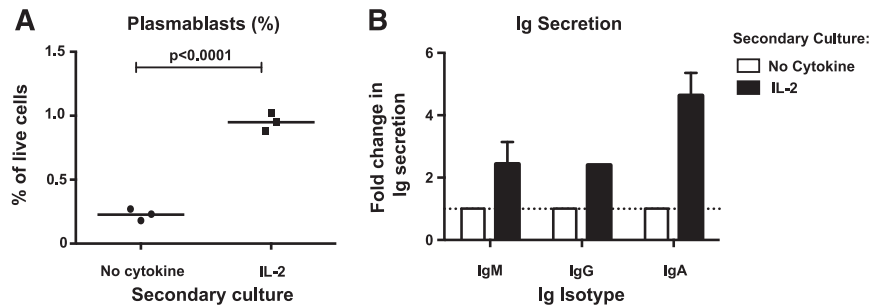 A
Plasmablasts (%)
% of live cells
1.5
1.0
0.5
0
p<0.0001
No cytokine
IL-2
Secondary culture
B
Ig Secretion
Fold change in
Ig secretion
6
4
2
0
IgM
IgG
IgA
Ig Isotype
Secondary Culture:
No Cytokine
IL-2